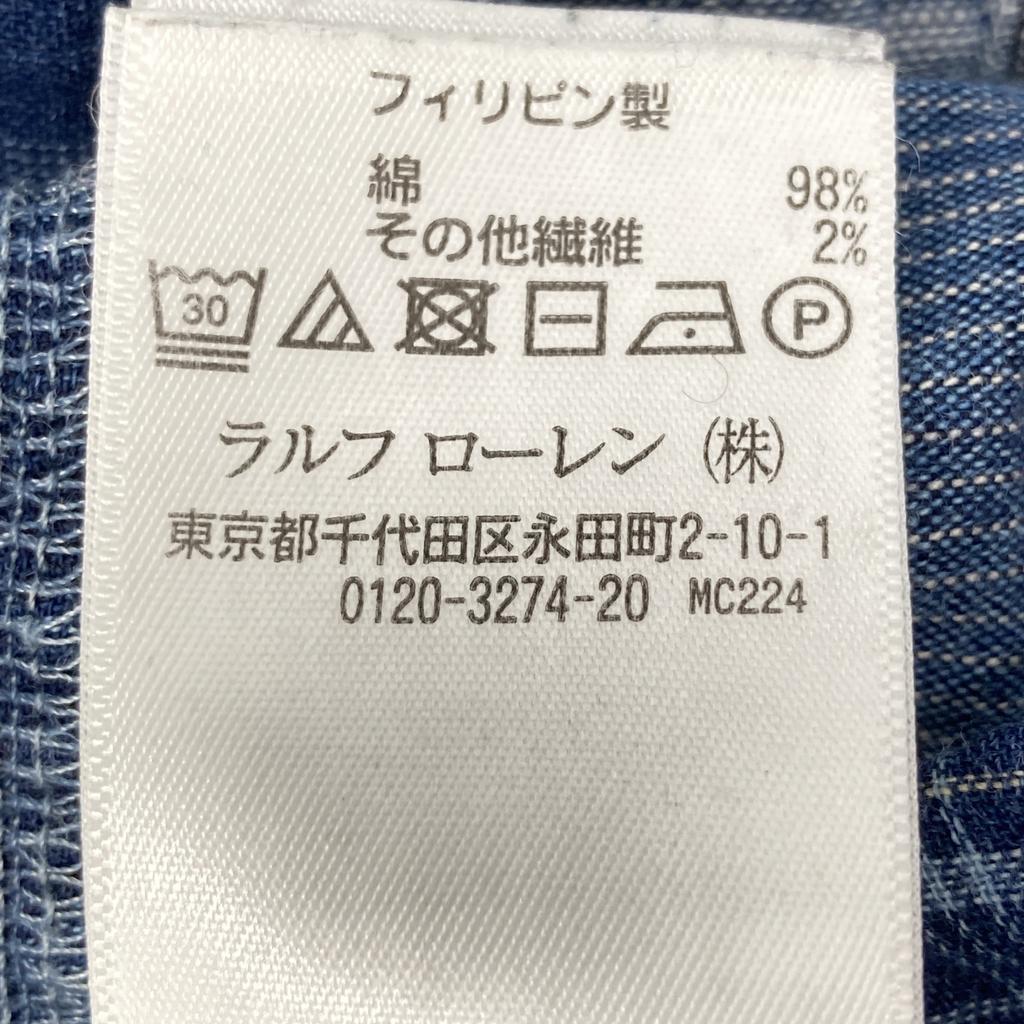 フィリピン製
綿 98%
その他繊維 2%
30 P
ラルフ ローレン (株)
東京都千代田区永田町2-10-1
0120-3274-20 MC224